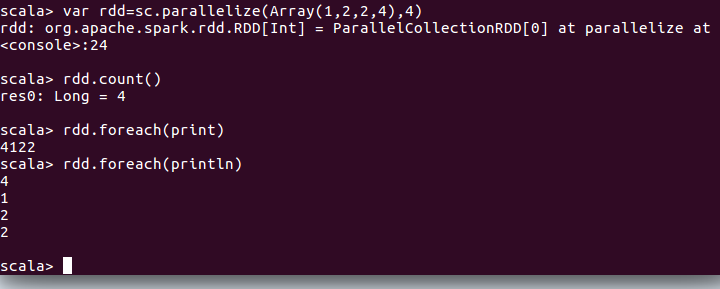 scala> var rdd=sc.parallelize(Array(1,2,2,4),4)
rdd: org.apache.spark.rdd.RDD[Int] = ParallelCollectionRDD[0] at parallelize at
<console>:24
scala> rdd.count()
res0: Long = 4
scala> rdd.foreach(print)
4122
scala> rdd.foreach(println)
4
1
2
2
scala>